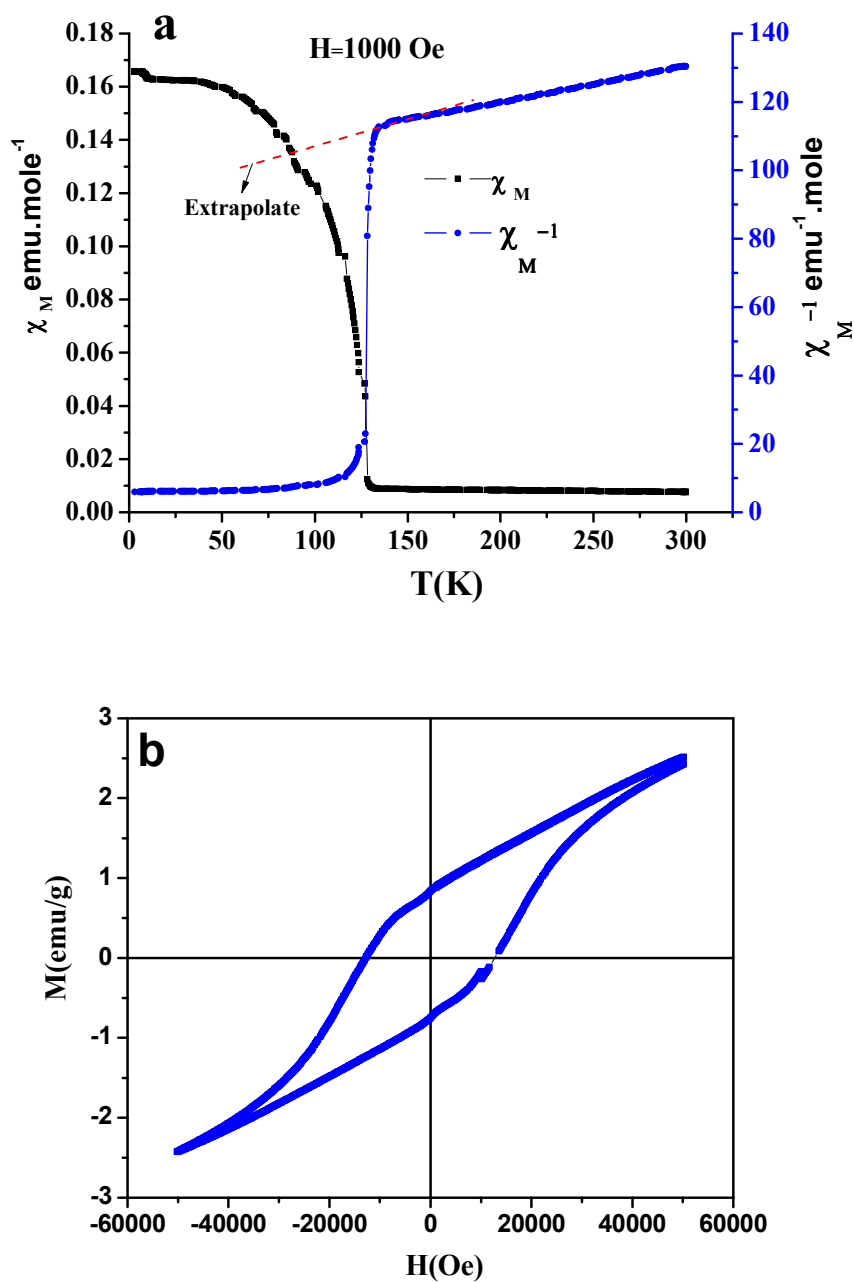 a
H=1000 Oe
Extrapolate
χ M
χ M −1
χ M emu.mole-1
0.18
0.16
0.14
0.12
0.10
0.08
0.06
0.04
0.02
0.00
χ M −1 emu-1.mole
140
120
100
80
60
40
20
0
0 50 100 150 200 250 300
T(K)
b
M(emu/g)
3
2
1
0
-1
-2
-3
-60000 -40000 -20000 0 20000 40000 60000
H(Oe)